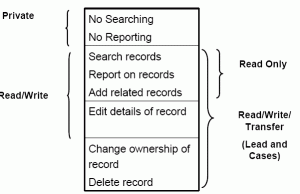 Private
No Searching
No Reporting
Search records
Report on records
Add related records
Read Only
Read/Write
Edit details of record
Read/Write/
Transfer
(Lead and
Cases)
Change ownership of
record
Delete record